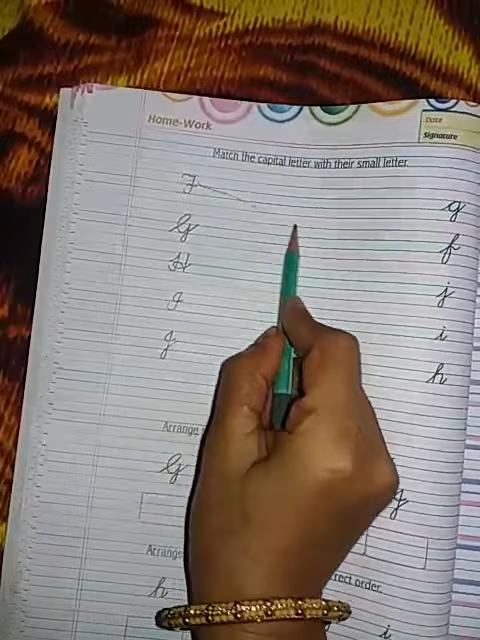 Home-Work
Date
Signature
Match the capital letter with their small letter.
F g
G f
H j
I i
J h
Arrange
G y
Arrange rrect order.
h i